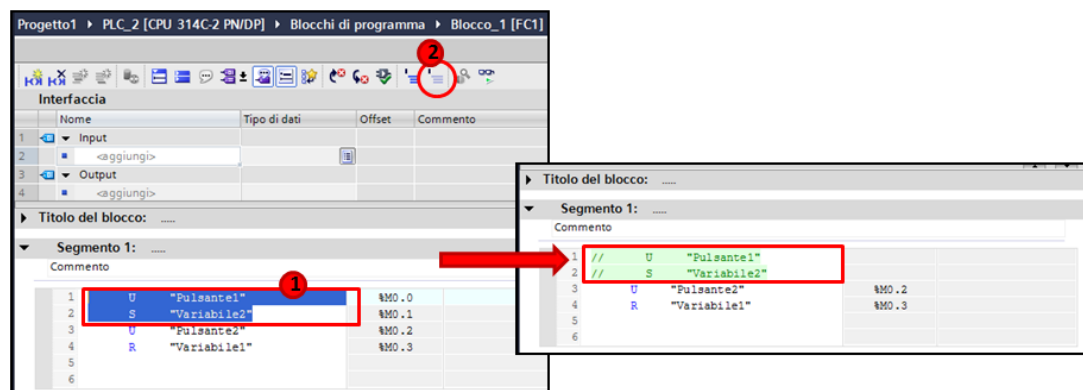 Progetto1 ▸ PLC_2 [CPU 314C-2 PN/DP] ▸ Blocchi di programma ▸ Blocco_1 [FC1]
2
Interfaccia
Nome Tipo di dati Offset Commento
1 Input
2 <aggiungi>
3 Output
4 <aggiungi>
Titolo del blocco: .....
Segmento 1: .....
Commento
1
1 U "Pulsante1" %M0.0
2 S "Variabile2" %M0.1
3 U "Pulsante2" %M0.2
4 R "Variabile1" %M0.3
5
6
Titolo del blocco: .....
Segmento 1: .....
Commento
1 // U "Pulsante1"
2 // S "Variabile2"
3 U "Pulsante2" %M0.2
4 R "Variabile1" %M0.3
5
6